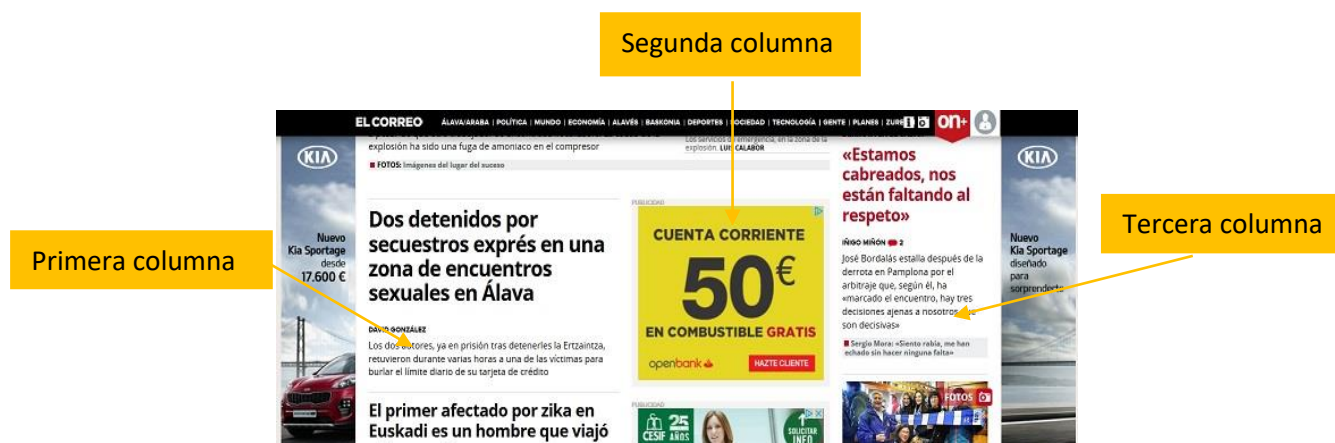 Segunda columna
Primera columna
Tercera columna
EL CORREO
ÁLAVA/ARABA | POLÍTICA | MUNDO | ECONOMÍA | ALAVÉS | BASKONIA | DEPORTES | SOCIEDAD | TECNOLOGÍA | GENTE | PLANES | ZURE
on+
explosión ha sido una fuga de amoniaco en el compresor
FOTOS: Imágenes del lugar del suceso
Los servicios de emergencia, en la zona de la
explosión. LUIS CALABOR
KIA
Nuevo
Kia Sportage
desde
17.600 €
Dos detenidos por
secuestros exprés en una
zona de encuentros
sexuales en Álava
DAVID GONZÁLEZ
Los dos autores, ya en prisión tras detenerles la Ertzaintza,
retuvieron durante varias horas a una de las víctimas para
burlar el límite diario de su tarjeta de crédito
El primer afectado por zika en
Euskadi es un hombre que viajó
PUBLICIDAD
CUENTA CORRIENTE
50€
EN COMBUSTIBLE GRATIS
openbank
HAZTE CLIENTE
PUBLICIDAD
CESIF
25
AÑOS
SOLICITAR
INFO
«Estamos
cabreados, nos
están faltando al
respeto»
IÑIGO MIÑÓN 2
José Bordalás estalla después de la
derrota en Pamplona por el
arbitraje que, según él, ha
«marcado el encuentro, hay tres
decisiones ajenas a nosotros que
son decisivas»
Sergio Mora: «Siento rabia, me han
echado sin hacer ninguna falta»
FOTOS
KIA
Nuevo
Kia Sportage
diseñado
para
sorprenderte